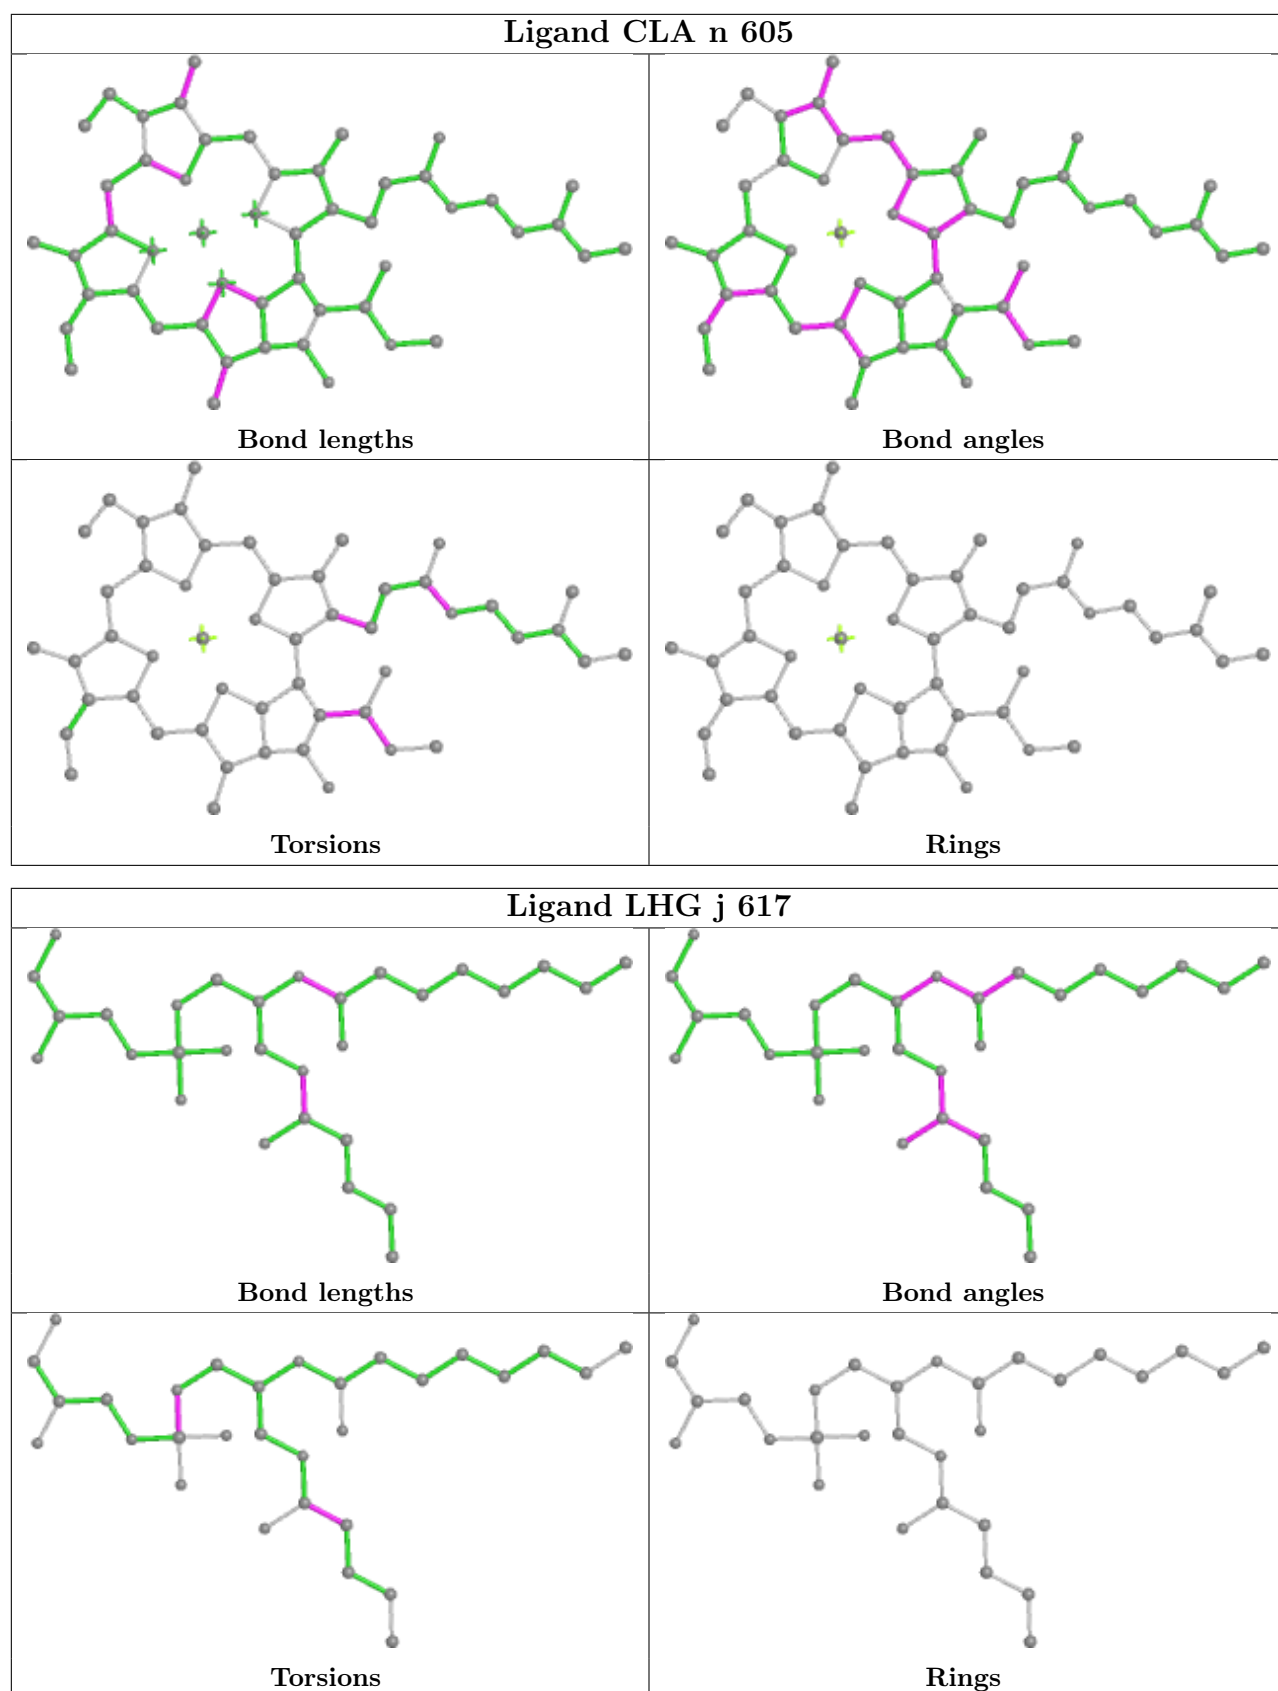 Ligand CLA n 605
Bond lengths
Bond angles
Torsions
Rings
Ligand LHG j 617
Bond lengths
Bond angles
Torsions
Rings